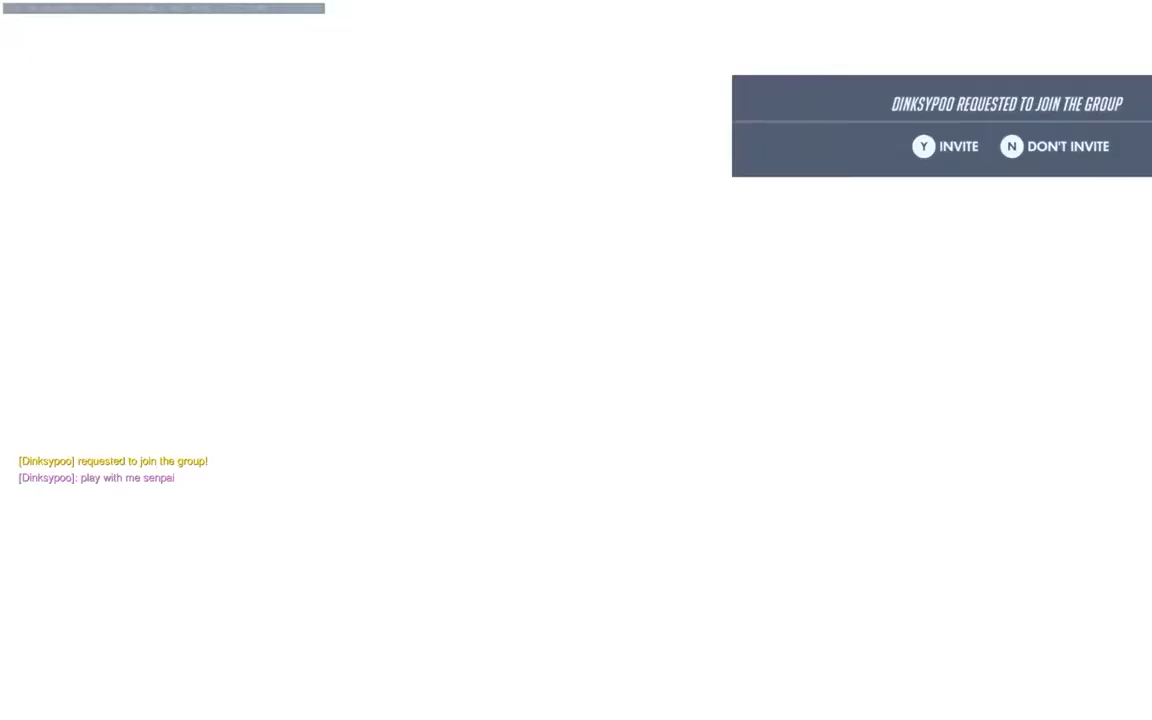 DINKSYPOO REQUESTED TO JOIN THE GROUP
Y INVITE N DON'T INVITE
[Dinksypoo] requested to join the group!
[Dinksypoo]: play with me senpai